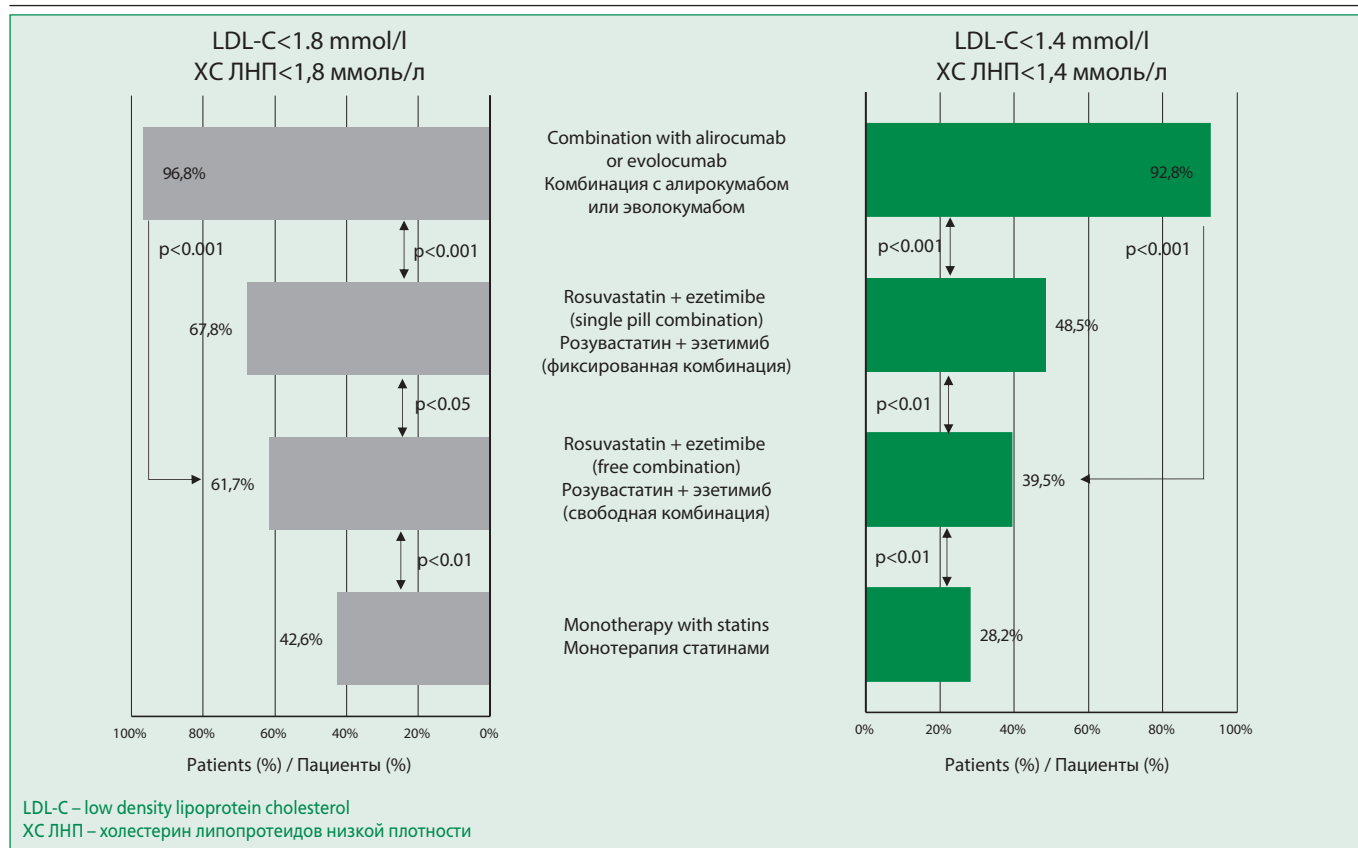 LDL-C<1.8 mmol/l
ХС ЛНП<1,8 ммоль/л
LDL-C<1.4 mmol/l
ХС ЛНП<1,4 ммоль/л
96,8%
Combination with alirocumab
or evolocumab
Комбинация с алирокумабом
или эволокумабом
92,8%
p<0.001
p<0.001
p<0.001
p<0.001
67,8%
Rosuvastatin + ezetimibe
(single pill combination)
Розувастатин + эзетимиб
(фиксированная комбинация)
48,5%
p<0.05
p<0.01
61,7%
Rosuvastatin + ezetimibe
(free combination)
Розувастатин + эзетимиб
(свободная комбинация)
39,5%
p<0.01
p<0.01
42,6%
Monotherapy with statins
Монотерапия статинами
28,2%
100% 80% 60% 40% 20% 0%
0% 20% 40% 60% 80% 100%
Patients (%) / Пациенты (%)
Patients (%) / Пациенты (%)
LDL-C – low density lipoprotein cholesterol
ХС ЛНП – холестерин липопротеидов низкой плотности